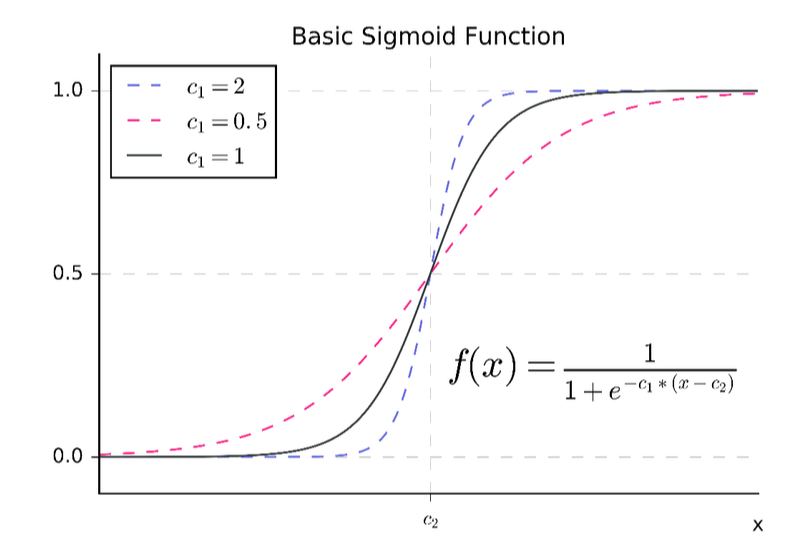 Basic Sigmoid Function
1.0
c₁ = 2
c₁ = 0.5
c₁ = 1
0.5
f(x) = 1 / (1 + e^(−c₁ * (x − c₂)))
0.0
c₂
x